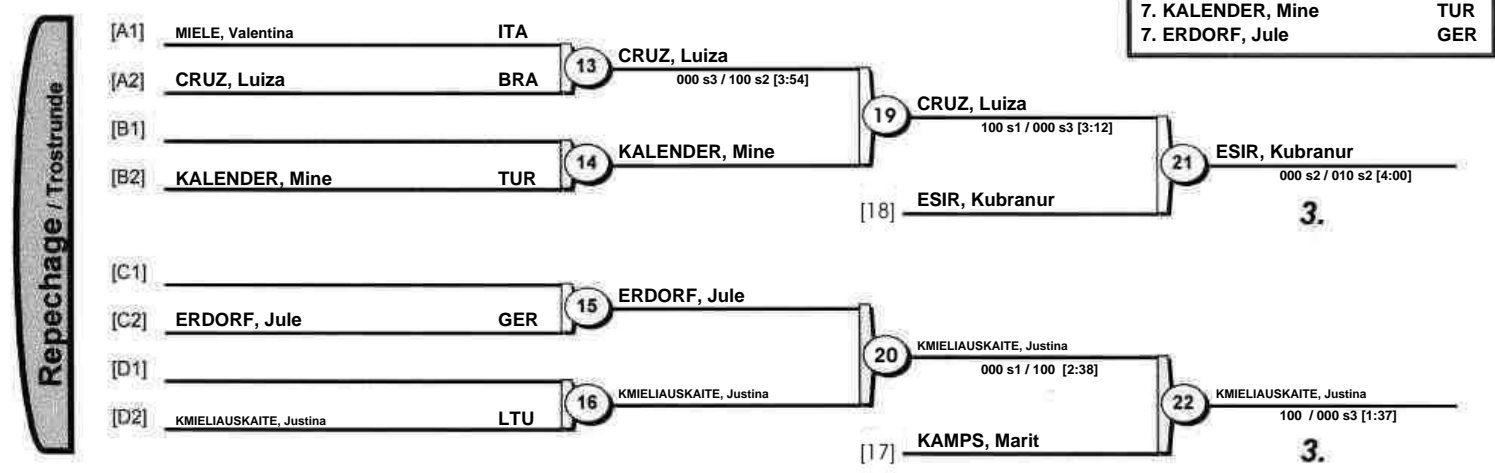 7. KALENDER, Mine TUR
7. ERDORF, Jule GER
Repechage / Trostrunde
[A1] MIELE, Valentina ITA
13 CRUZ, Luiza
000 s3 / 100 s2 [3:54]
[A2] CRUZ, Luiza BRA
19 CRUZ, Luiza
100 s1 / 000 s3 [3:12]
[B1]
14 KALENDER, Mine
[B2] KALENDER, Mine TUR
21 ESIR, Kubranur
000 s2 / 010 s2 [4:00]
[18] ESIR, Kubranur
3.
[C1]
15 ERDORF, Jule
[C2] ERDORF, Jule GER
20 KMIELIAUSKAITE, Justina
000 s1 / 100 [2:38]
[D1]
16 KMIELIAUSKAITE, Justina
[D2] KMIELIAUSKAITE, Justina LTU
22 KMIELIAUSKAITE, Justina
100 / 000 s3 [1:37]
[17] KAMPS, Marit
3.